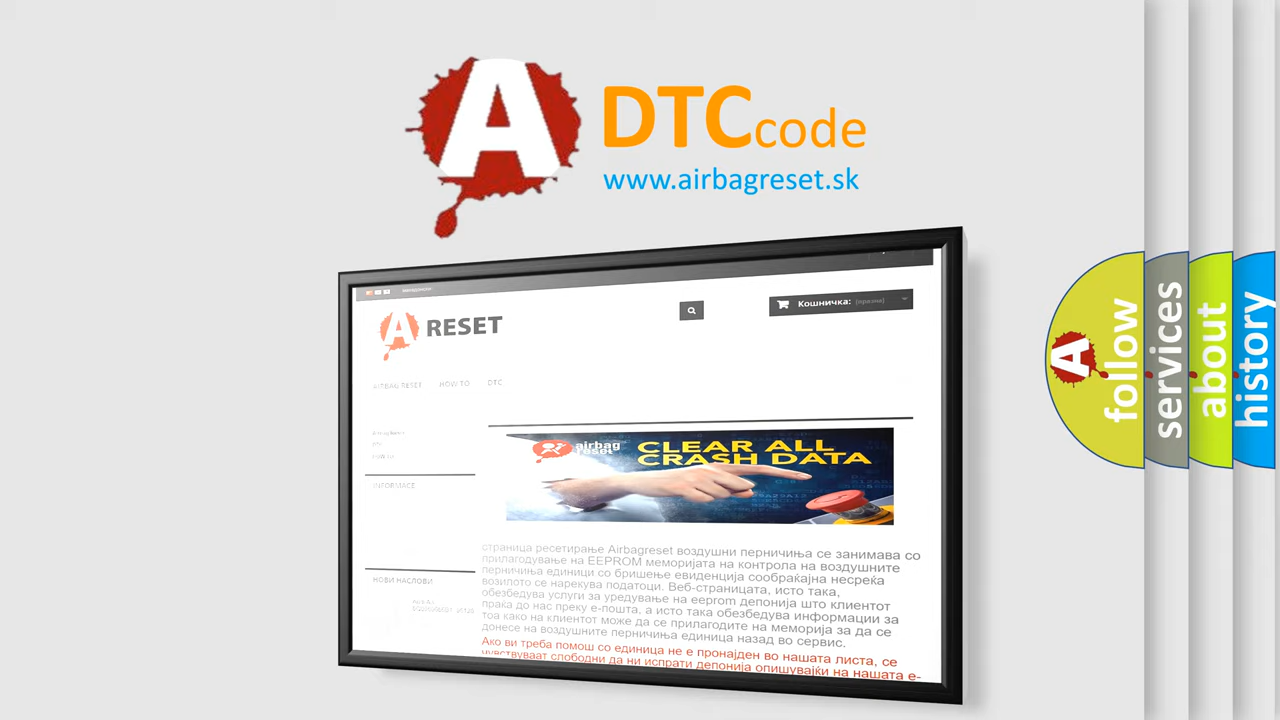 A
DTCcode
www.airbagreset.sk
A RESET
Кошничка: (празна)
AIRBAG RESET HOW TO DTC
INFORMACE
airbag
reset
CLEAR ALL
CRASH DATA
страница ресетирање Airbagreset воздушни перничиња се занимава со
прилагодување на EEPROM меморијата на контрола на воздушните
перничиња единици со бришење евиденција сообраќајна несреќа
возилото се нарекува податоци. Веб-страницата, исто така,
обезбедува услуги за уредување на eeprom депонија што клиентот
праќа до нас преку е-пошта, а исто така обезбедува информации за
тоа како на клиентот може да се прилагодите на меморија за да се
донесе на воздушните перничиња единица назад во сервис.
Ако ви треба помош со единица не е пронајден во нашата листа, се
чувствуваат слободни да ни испрати депонија опишувајќи на нашата е-
НОВИ НАСЛОВИ
A
follow
services
about
history